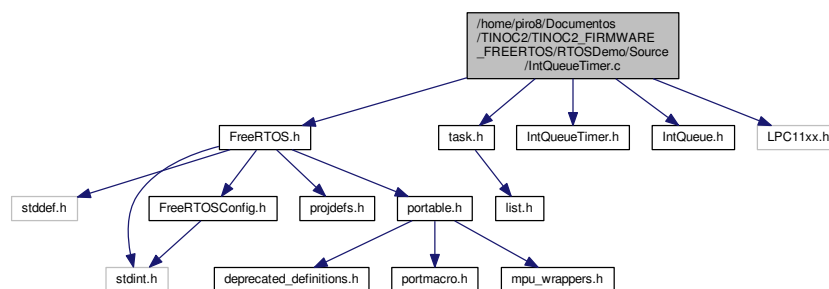 /home/piro8/Documentos
/TINOC2/TINOC2_FIRMWARE
_FREERTOS/RTOSDemo/Source
/IntQueueTimer.c
FreeRTOS.h
task.h
IntQueueTimer.h
IntQueue.h
LPC11xx.h
stddef.h
FreeRTOSConfig.h
projdefs.h
portable.h
list.h
stdint.h
deprecated_definitions.h
portmacro.h
mpu_wrappers.h